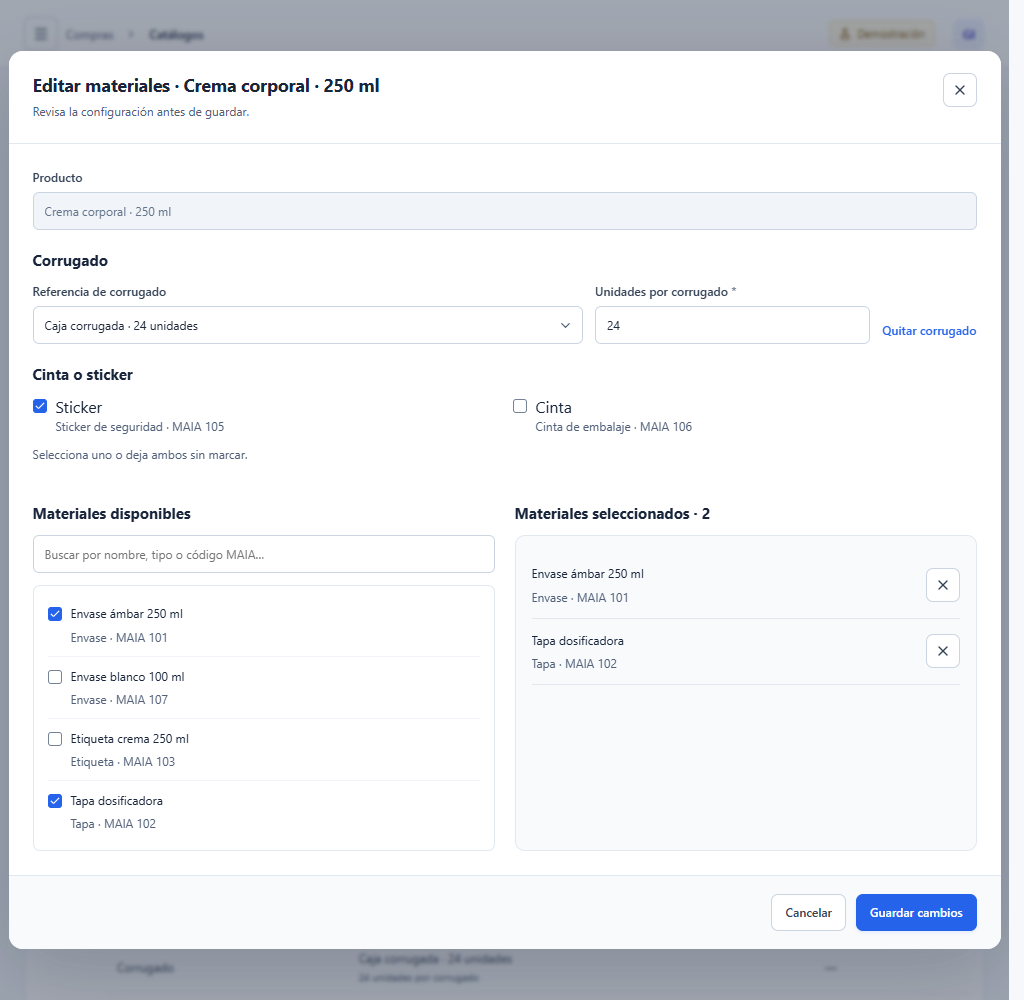 Compras > Catálogos
Demostración
GI
Editar materiales · Crema corporal · 250 ml
Revisa la configuración antes de guardar.
Producto
Crema corporal · 250 ml
Corrugado
Referencia de corrugado
Unidades por corrugado *
Caja corrugada · 24 unidades
24
Quitar corrugado
Cinta o sticker
Sticker
Sticker de seguridad · MAIA 105
Cinta
Cinta de embalaje · MAIA 106
Selecciona uno o deja ambos sin marcar.
Materiales disponibles
Buscar por nombre, tipo o código MAIA...
Envase ámbar 250 ml
Envase · MAIA 101
Envase blanco 100 ml
Envase · MAIA 107
Etiqueta crema 250 ml
Etiqueta · MAIA 103
Tapa dosificadora
Tapa · MAIA 102
Materiales seleccionados · 2
Envase ámbar 250 ml
Envase · MAIA 101
Tapa dosificadora
Tapa · MAIA 102
Cancelar
Guardar cambios
Corrugado
Caja corrugada · 24 unidades
24 unidades por corrugado
—